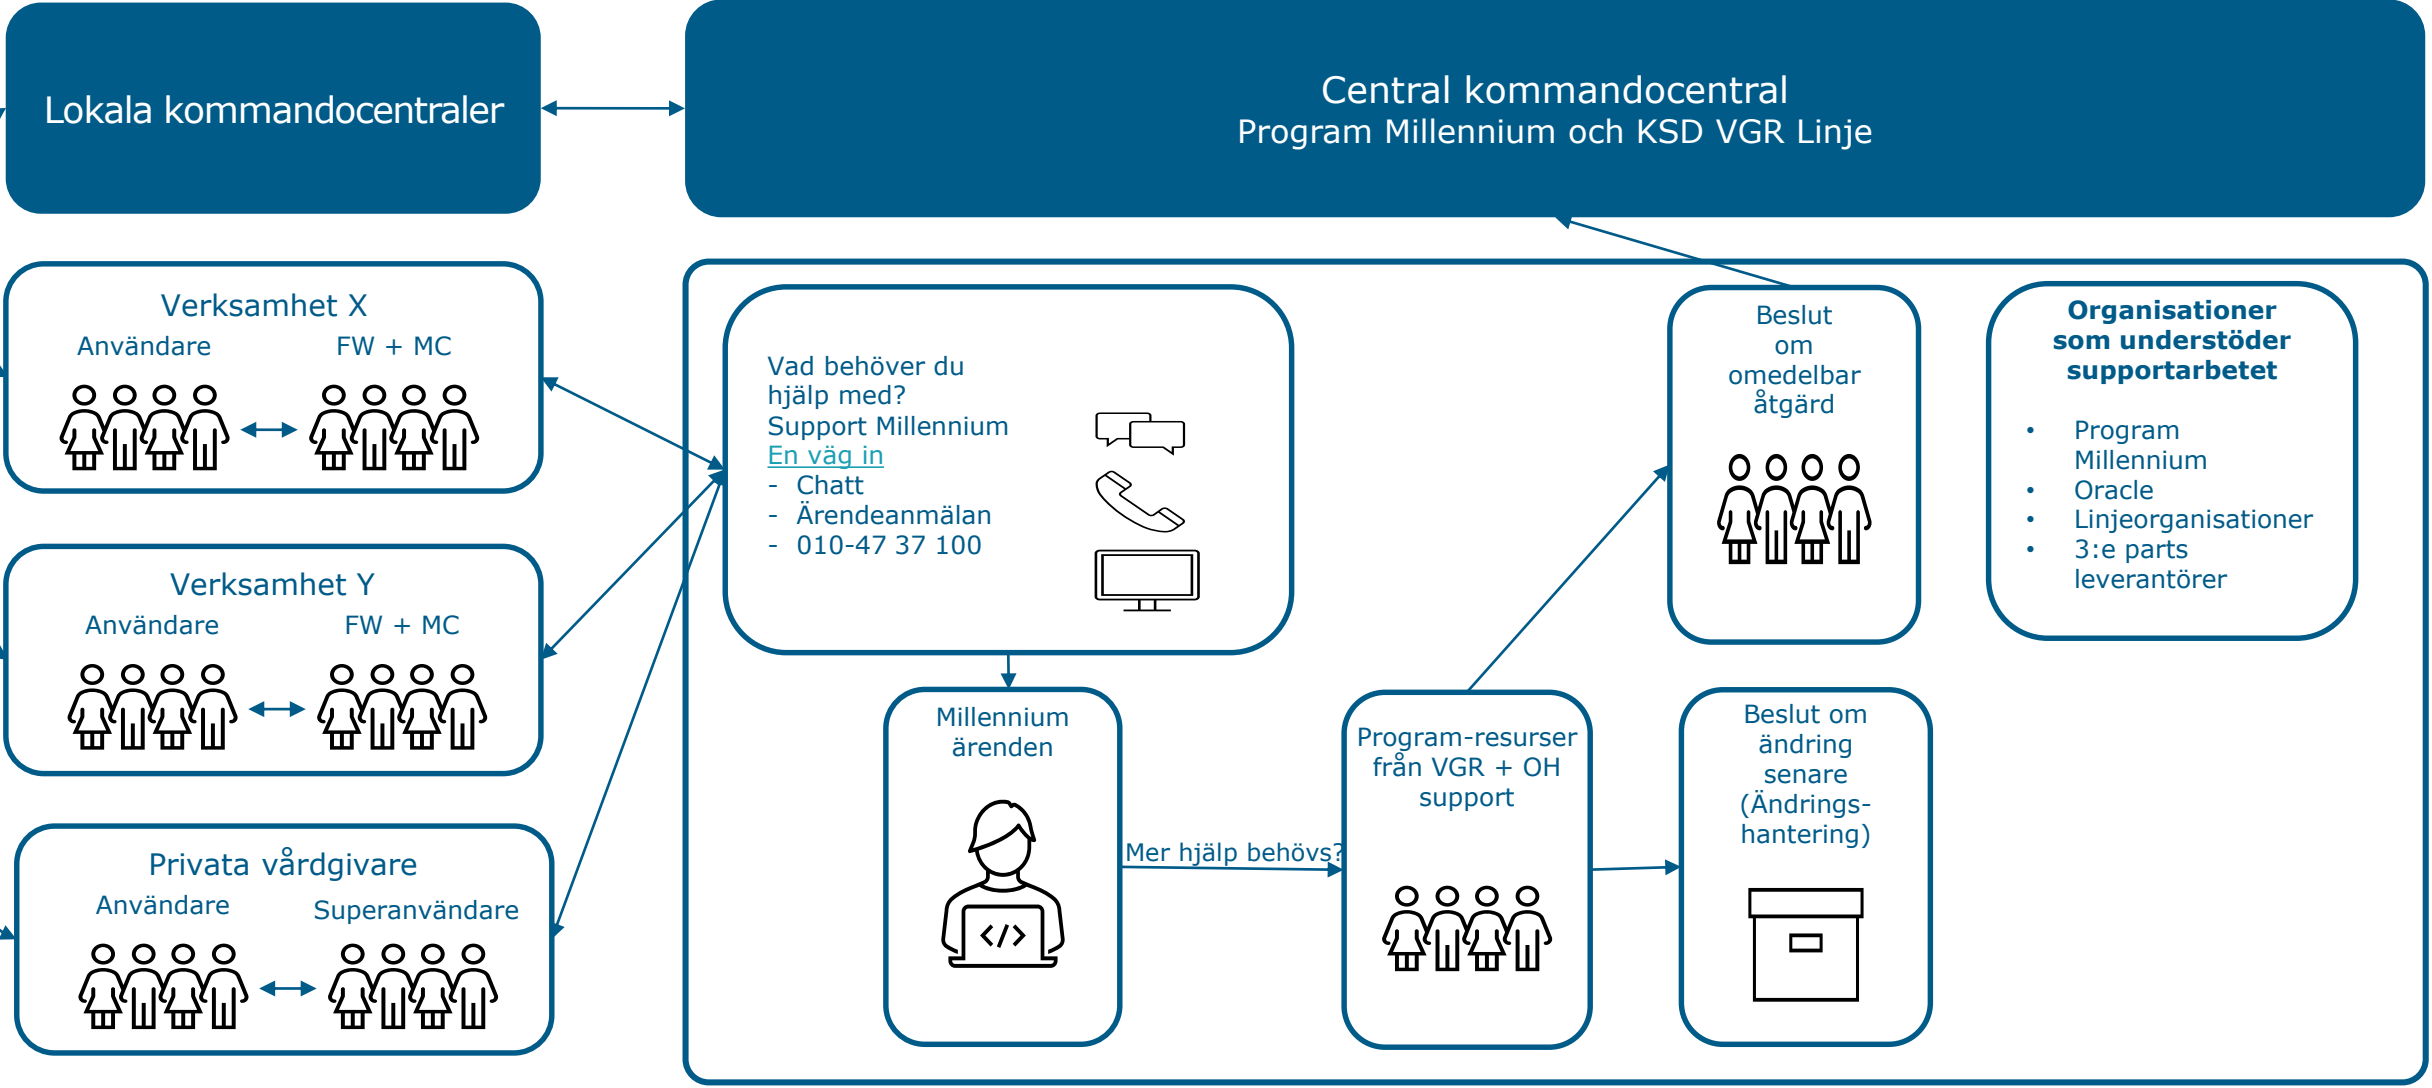 Lokala kommandocentraler
Central kommandocentral
Program Millennium och KSD VGR Linje
Verksamhet X
Användare
FW + MC
Verksamhet Y
Användare
FW + MC
Privata vårdgivare
Användare
Superanvändare
Vad behöver du
hjälp med?
Support Millennium
En väg in
- Chatt
- Ärendeanmälan
- 010-47 37 100
Millennium
ärenden
Mer hjälp behövs?
Program-resurser
från VGR + OH
support
Beslut
om
omedelbar
åtgärd
Beslut om
ändring
senare
(Ändrings-
hantering)
Organisationer
som understöder
supportarbetet
• Program
Millennium
• Oracle
• Linjeorganisationer
• 3:e parts
leverantörer